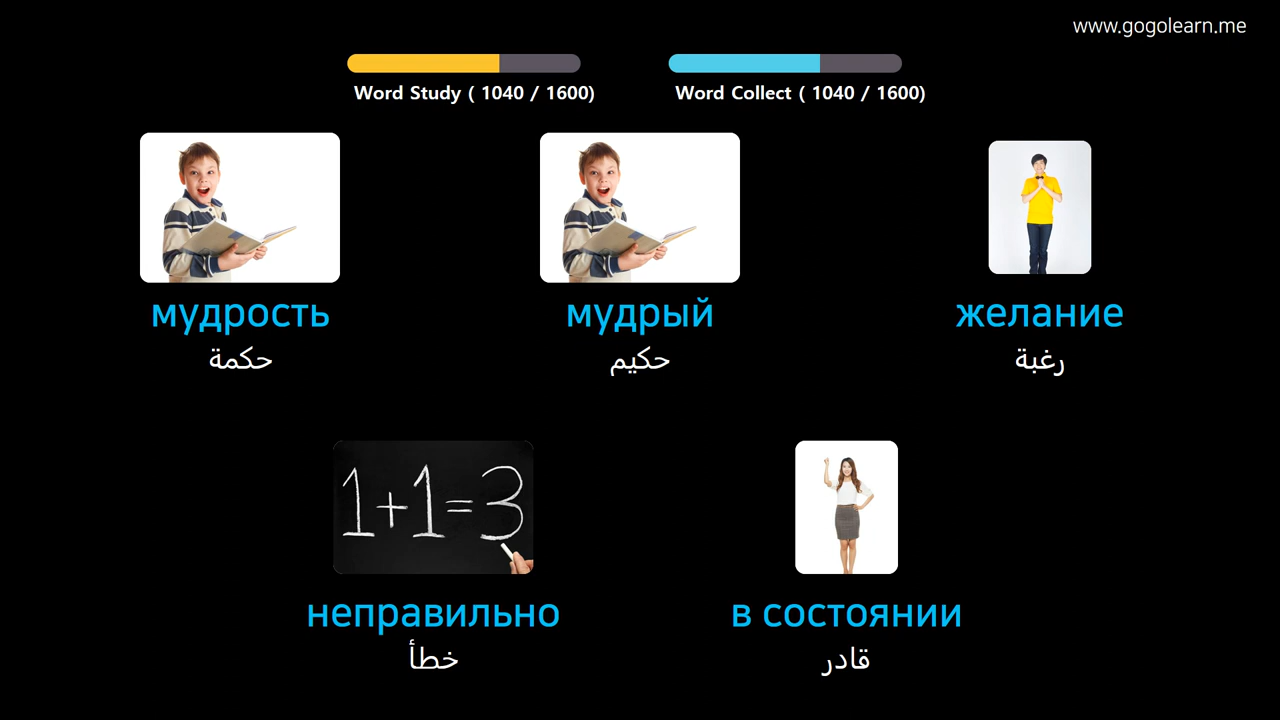 www.gogolearn.me
Word Study ( 1040 / 1600)
Word Collect ( 1040 / 1600)
мудрость
мудрый
желание
حكمة
حكيم
رغبة
1+1=3
неправильно
в состоянии
خطأ
قادر